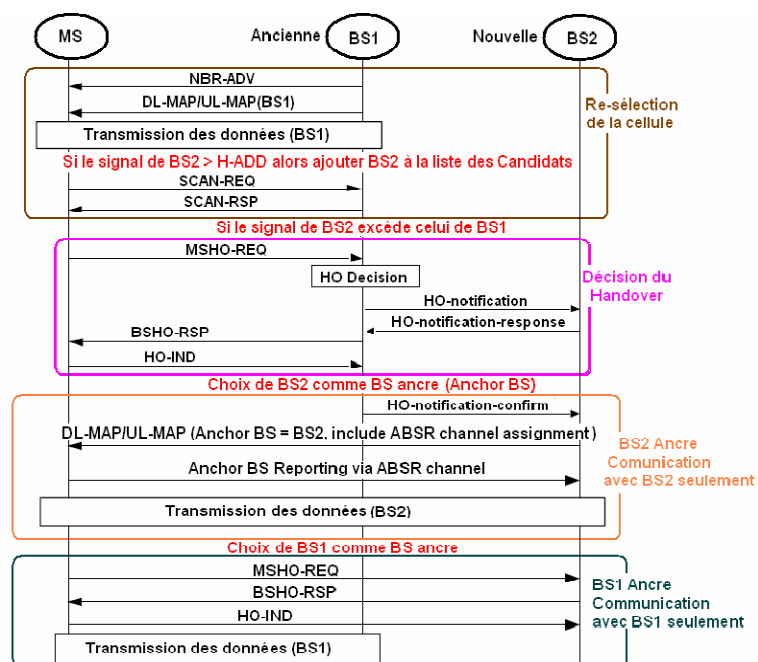 MS
Ancienne
BS1
Nouvelle
BS2
NBR-ADV
DL-MAP/UL-MAP(BS1)
Re-sélection
de la cellule
Transmission des données (BS1)
Si le signal de BS2 > H-ADD alors ajouter BS2 à la liste des Candidats
SCAN-REQ
SCAN-RSP
Si le signal de BS2 excède celui de BS1
MSHO-REQ
HO Decision
Décision du
Handover
HO-notification
HO-notification-response
BSHO-RSP
HO-IND
Choix de BS2 comme BS ancre (Anchor BS)
HO-notification-confirm
DL-MAP/UL-MAP (Anchor BS = BS2, include ABSR channel assignment)
BS2 Ancre
Comunication
avec BS2 seulement
Anchor BS Reporting via ABSR channel
Transmission des données (BS2)
Choix de BS1 comme BS ancre
MSHO-REQ
BSHO-RSP
HO-IND
BS1 Ancre
Communication
avec BS1 seulement
Transmission des données (BS1)